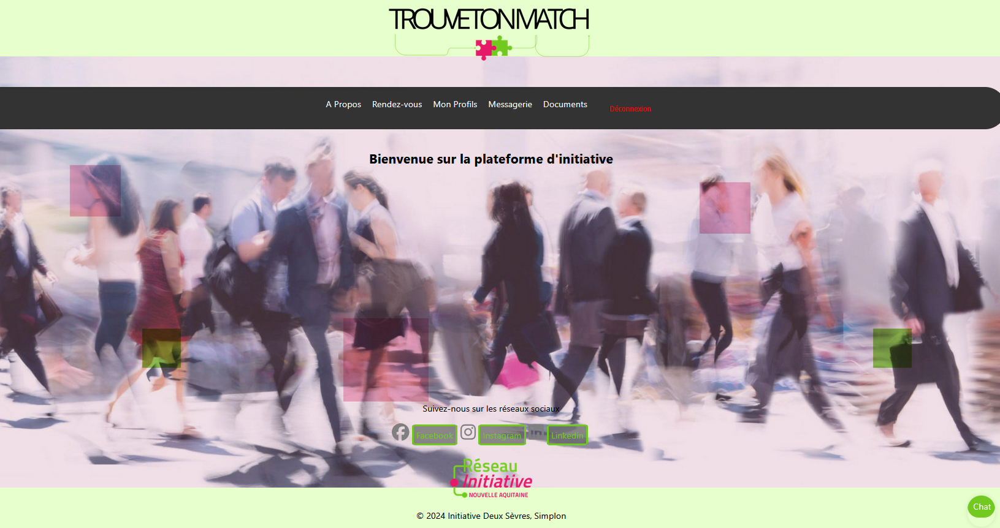 TROUVETONMATCH
A Propos Rendez-vous Mon Profils Messagerie Documents Déconnexion
Bienvenue sur la plateforme d'initiative
Suivez-nous sur les réseaux sociaux
Facebook Instagram in Linkedin
Réseau
Initiative
NOUVELLE AQUITAINE
Chat
© 2024 Initiative Deux Sèvres, Simplon